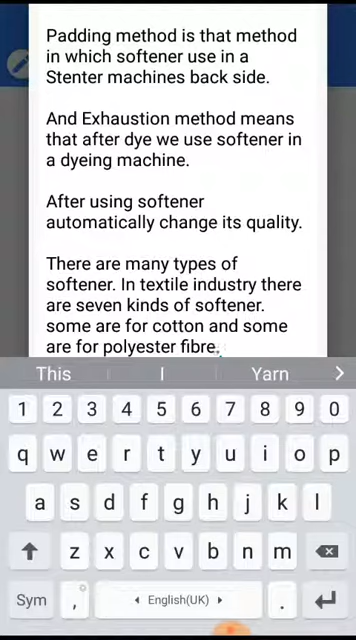 Padding method is that method
in which softener use in a
Stenter machines back side.
And Exhaustion method means
that after dye we use softener in
a dyeing machine.
After using softener
automatically change its quality.
There are many types of
softener. In textile industry there
are seven kinds of softener.
some are for cotton and some
are for polyester fibre.
This I Yarn >
1 2 3 4 5 6 7 8 9 0
q w e r t y u i o p
a s d f g h j k l
z x c v b n m
Sym , English(UK) .